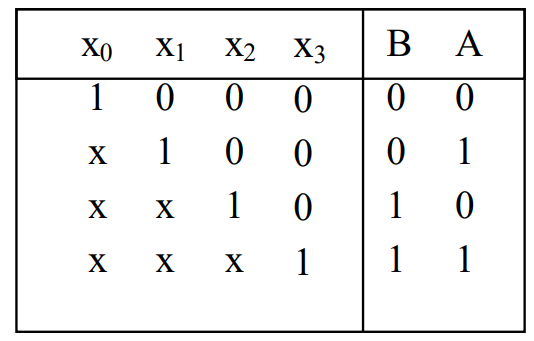 x₀ x₁ x₂ x₃ B A
1 0 0 0 0 0
x 1 0 0 0 1
x x 1 0 1 0
x x x 1 1 1